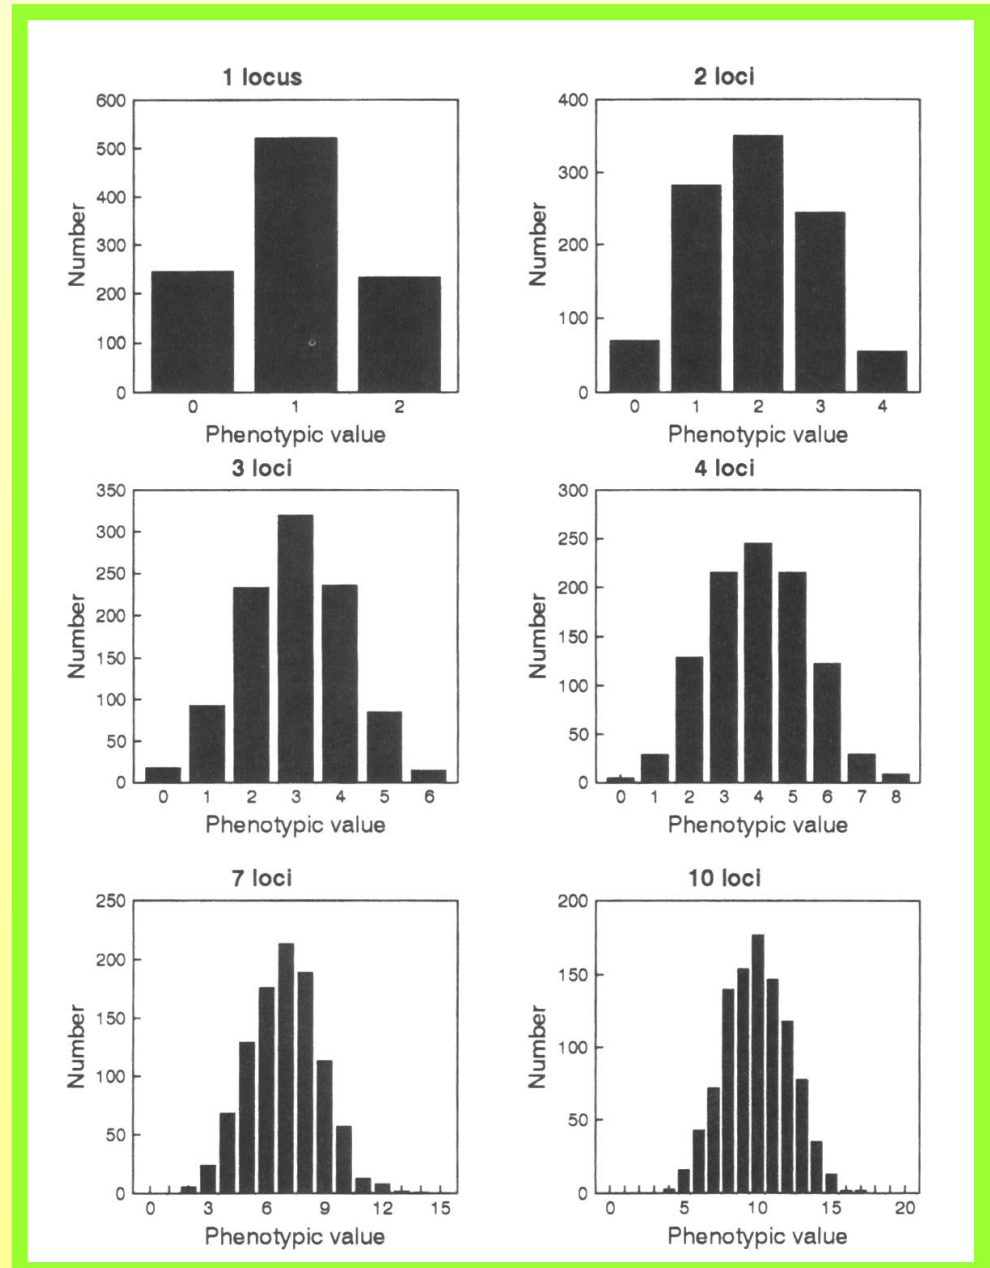 1 locus
600
500
400
300
200
100
0
Number
0 1 2
Phenotypic value
2 loci
400
300
200
100
0
Number
0 1 2 3 4
Phenotypic value
3 loci
350
300
250
200
150
100
50
0
Number
0 1 2 3 4 5 6
Phenotypic value
4 loci
300
250
200
150
100
50
0
Number
0 1 2 3 4 5 6 7 8
Phenotypic value
7 loci
250
200
150
100
50
0
Number
0 3 6 9 12 15
Phenotypic value
10 loci
200
150
100
50
0
Number
0 5 10 15 20
Phenotypic value